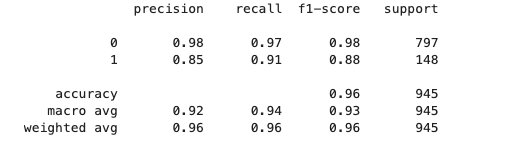 precision recall f1-score support
0 0.98 0.97 0.98 797
1 0.85 0.91 0.88 148
accuracy 0.96 945
macro avg 0.92 0.94 0.93 945
weighted avg 0.96 0.96 0.96 945